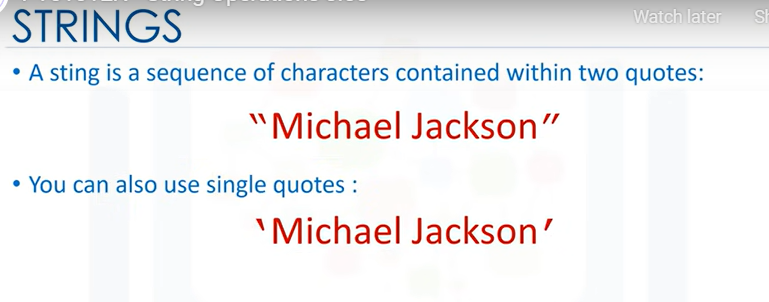 STRINGS
Watch later
• A sting is a sequence of characters contained within two quotes:
“Michael Jackson”
• You can also use single quotes :
‘Michael Jackson’